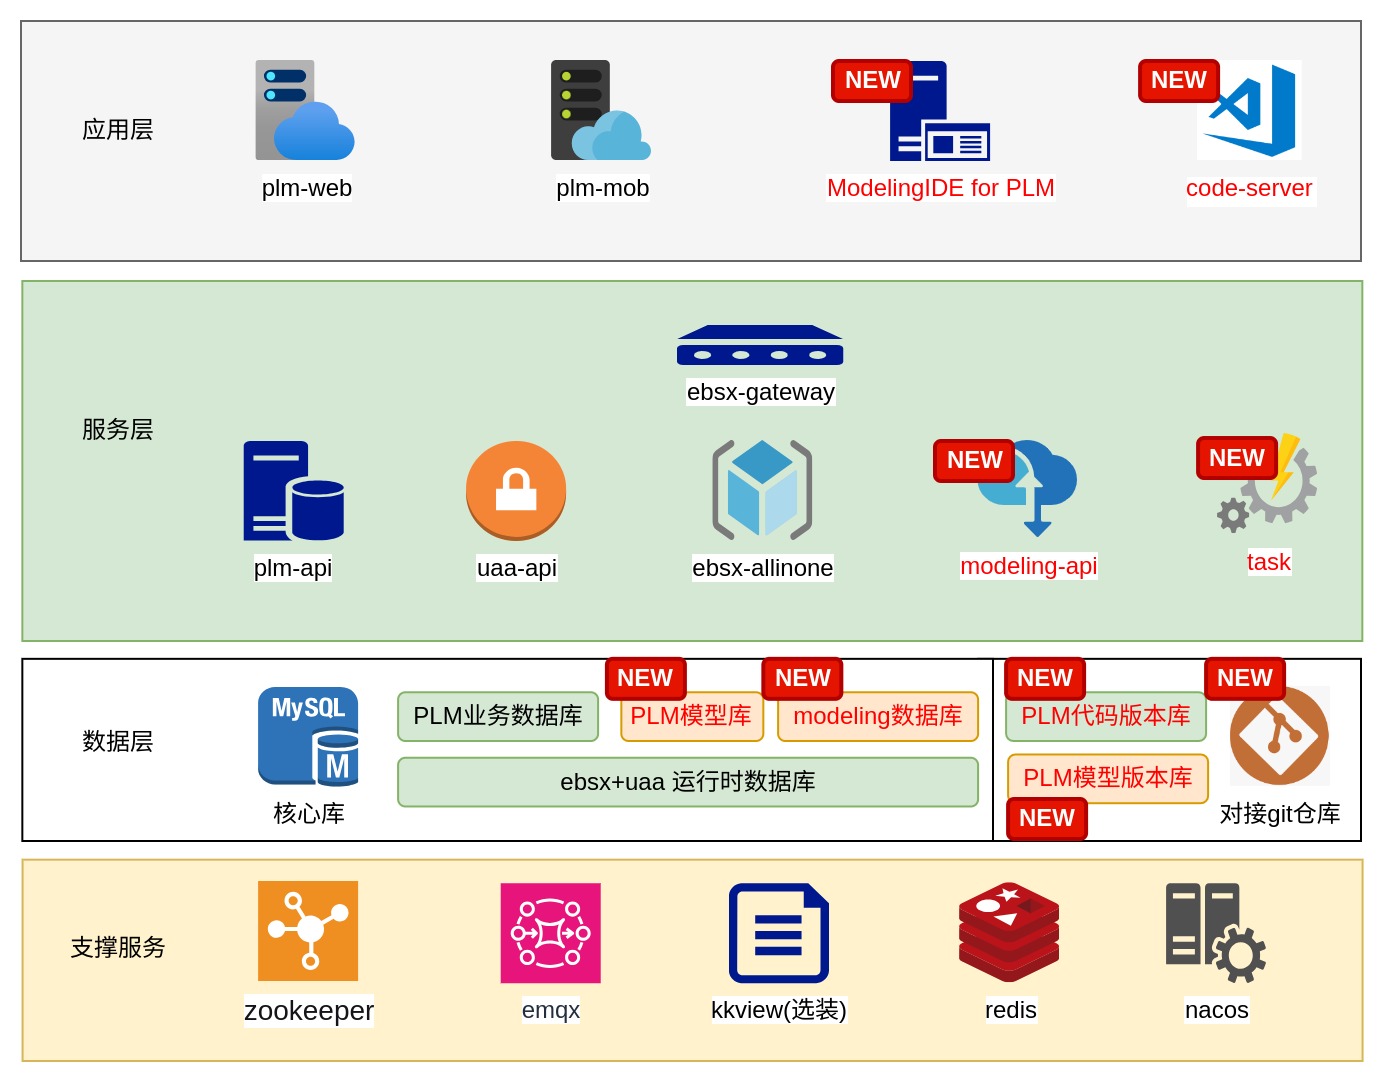 应用层
plm-web
plm-mob
NEW
ModelingIDE for PLM
NEW
code-server
服务层
ebsx-gateway
plm-api
uaa-api
ebsx-allinone
NEW
modeling-api
NEW
task
数据层
MySQL
M
核心库
PLM业务数据库
NEW
PLM模型库
NEW
modeling数据库
ebsx+uaa 运行时数据库
NEW
PLM代码版本库
PLM模型版本库
NEW
NEW
对接git仓库
支撑服务
zookeeper
emqx
kkview(选装)
redis
nacos